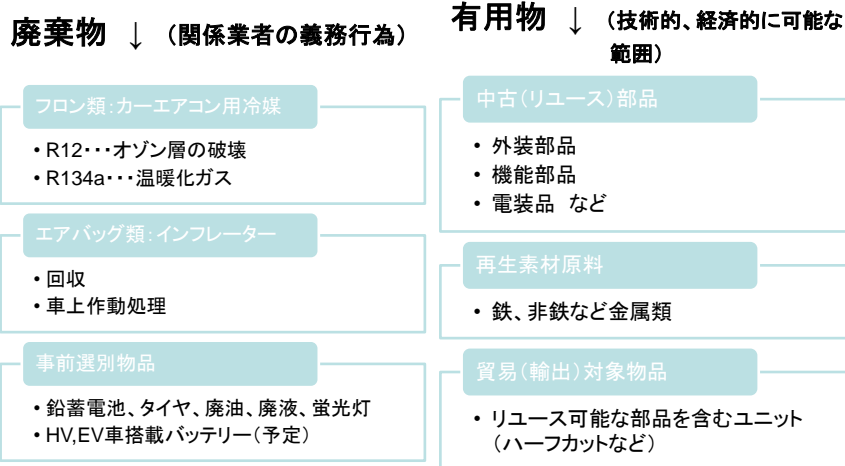 廃棄物 ↓ (関係業者の義務行為)
フロン類:カーエアコン用冷媒
・R12・・・オゾン層の破壊
・R134a・・・温暖化ガス
エアバッグ類:インフレーター
・回収
・車上作動処理
事前選別物品
・鉛蓄電池、タイヤ、廃油、廃液、蛍光灯
・HV,EV車搭載バッテリー(予定)
有用物 ↓ (技術的、経済的に可能な
範囲)
中古(リユース)部品
・外装部品
・機能部品
・電装品 など
再生素材原料
・鉄、非鉄など金属類
貿易(輸出)対象物品
・リユース可能な部品を含むユニット
(ハーフカットなど)